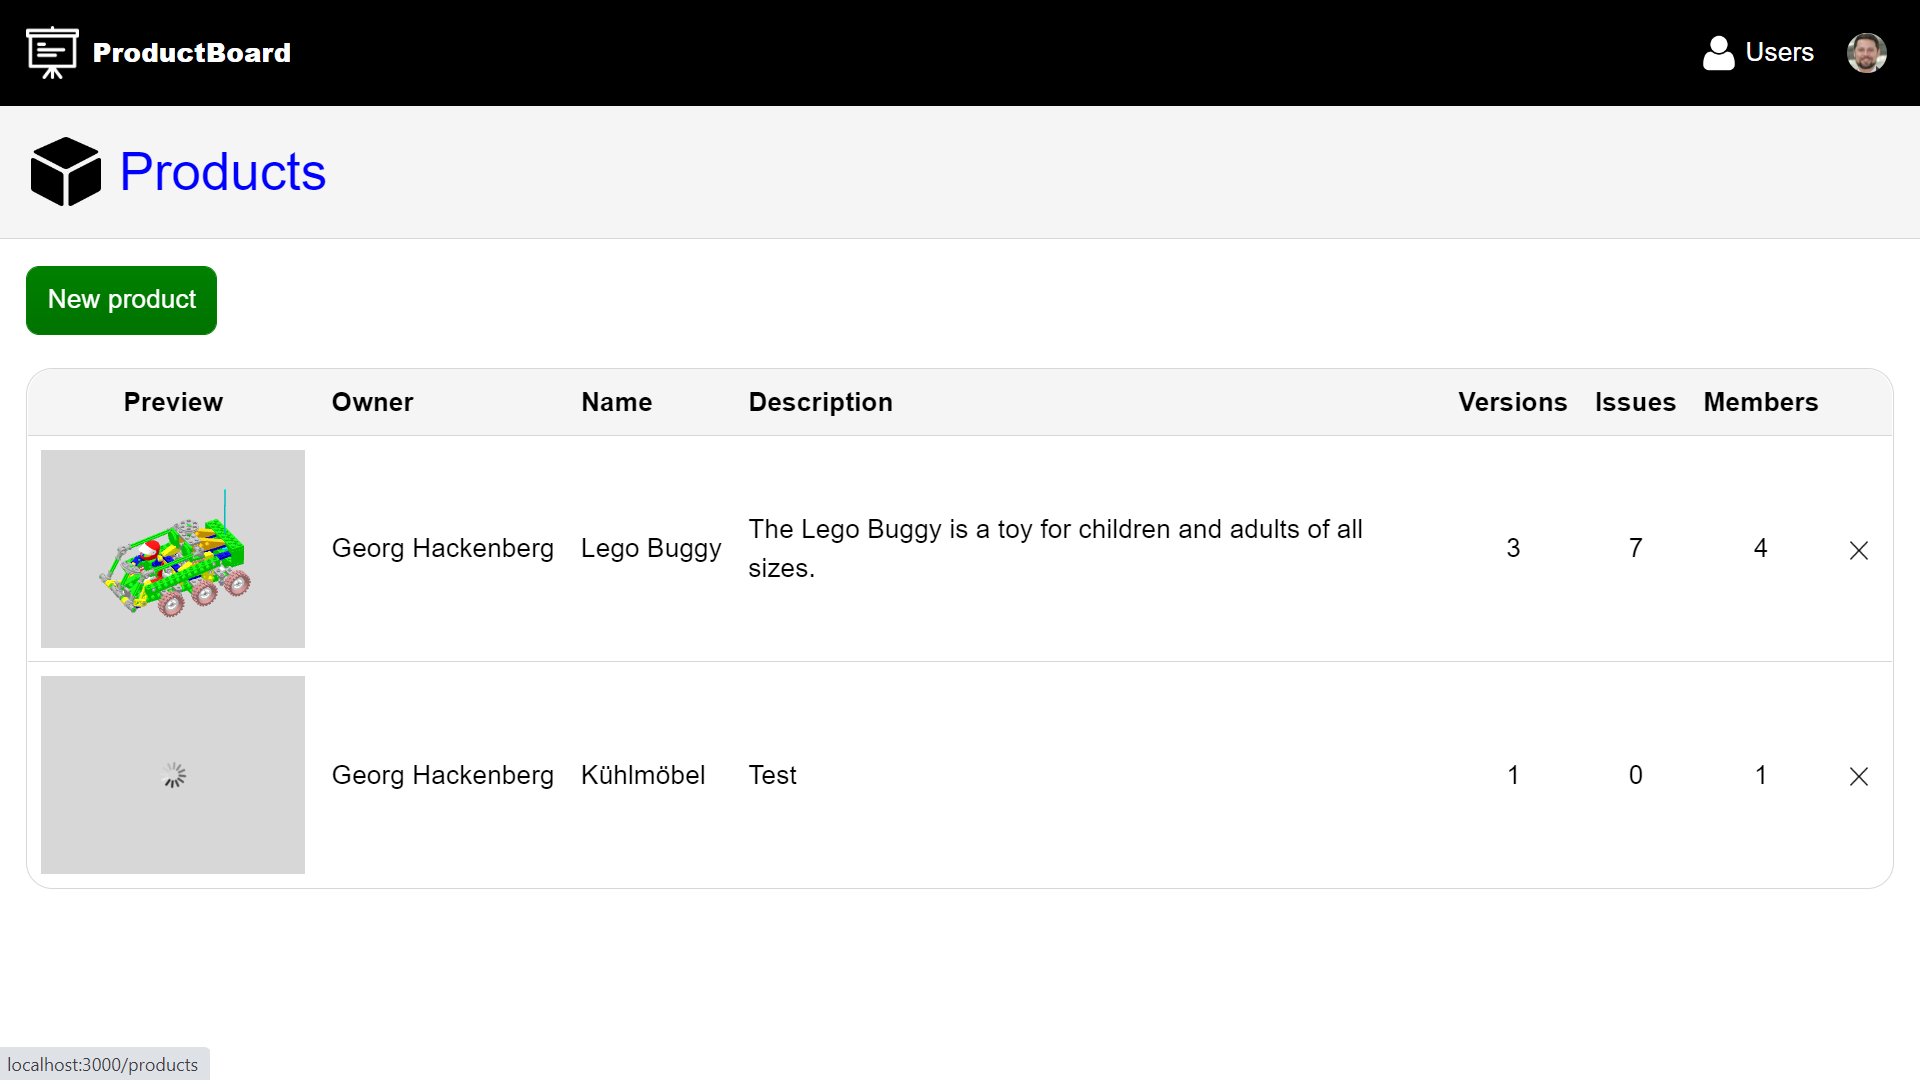 ProductBoard
Users
Products
New product
Preview Owner Name Description Versions Issues Members
Georg Hackenberg Lego Buggy The Lego Buggy is a toy for children and adults of all
sizes. 3 7 4
Georg Hackenberg Kühlmöbel Test 1 0 1
localhost:3000/products